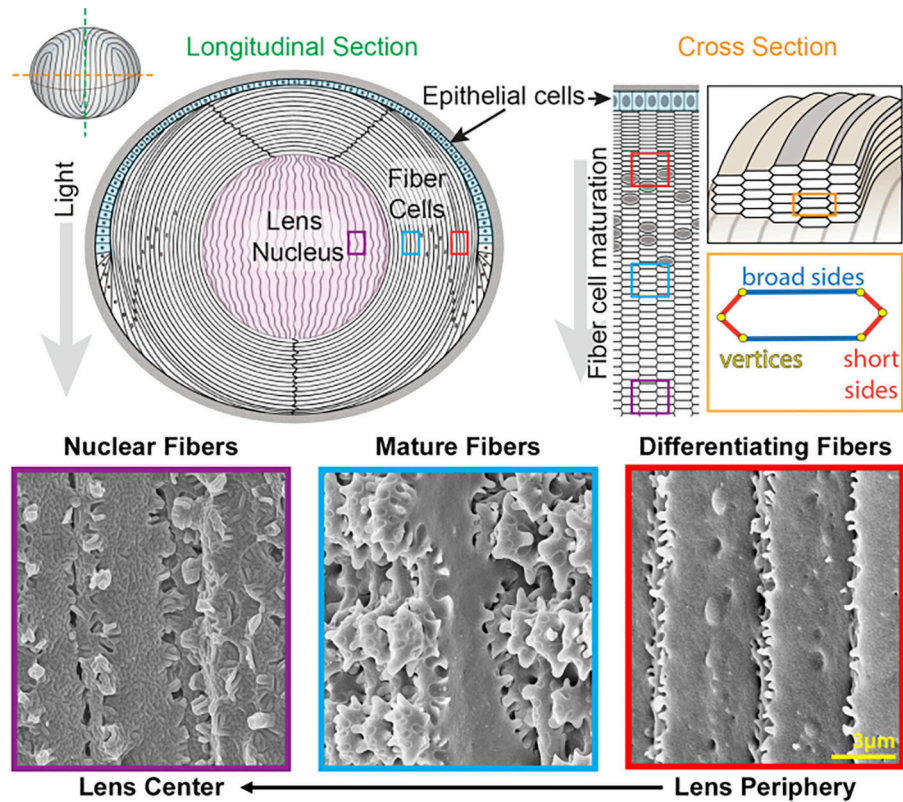 Longitudinal Section
Cross Section
Epithelial cells
Light
Lens
Nucleus
Fiber
Cells
Fiber cell maturation
broad sides
vertices
short
sides
Nuclear Fibers
Mature Fibers
Differentiating Fibers
3μm
Lens Center
Lens Periphery